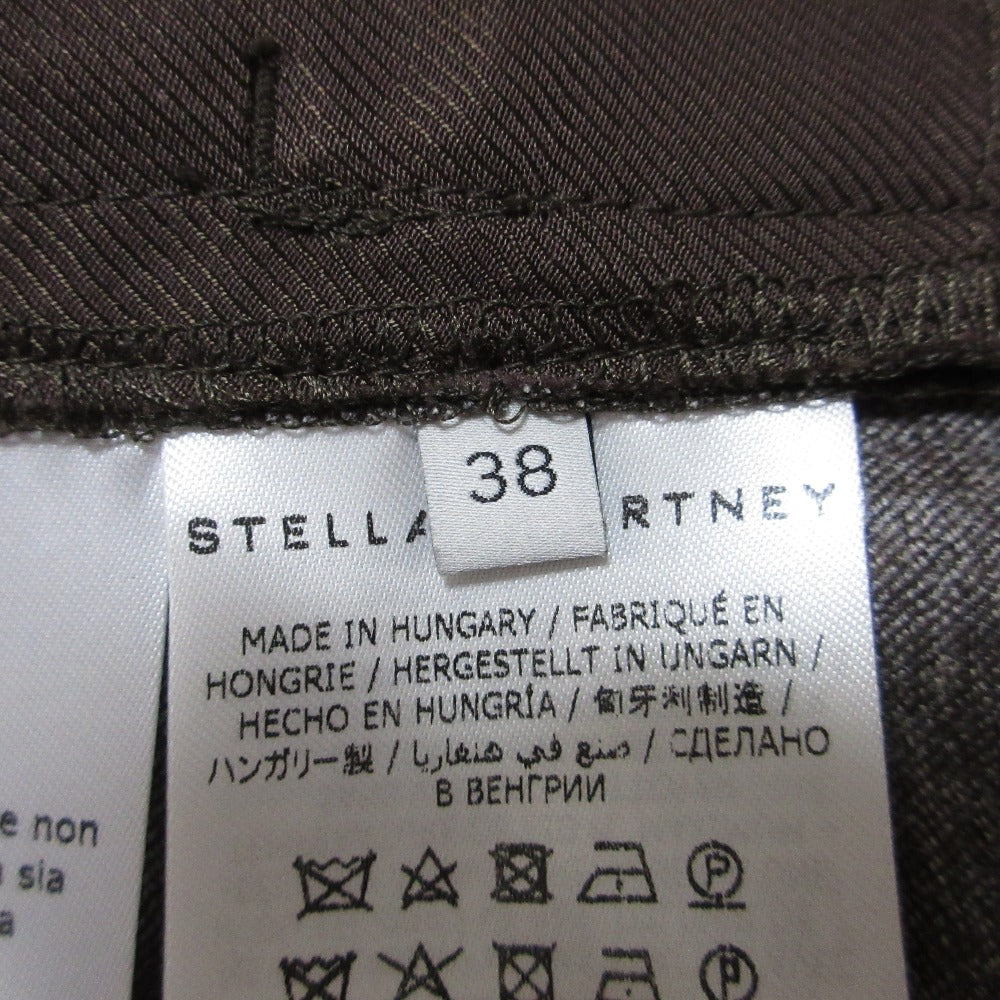 38
STELLA RTNEY
MADE IN HUNGARY / FABRIQUÉ EN
HONGRIE / HERGESTELLT IN UNGARN /
HECHO EN HUNGRÍA / 匈牙利制造 /
ハンガリー製 / صنع في هنغاريا / СДЕЛАНО
В ВЕНГРИИ
e non
sia
a
P
P